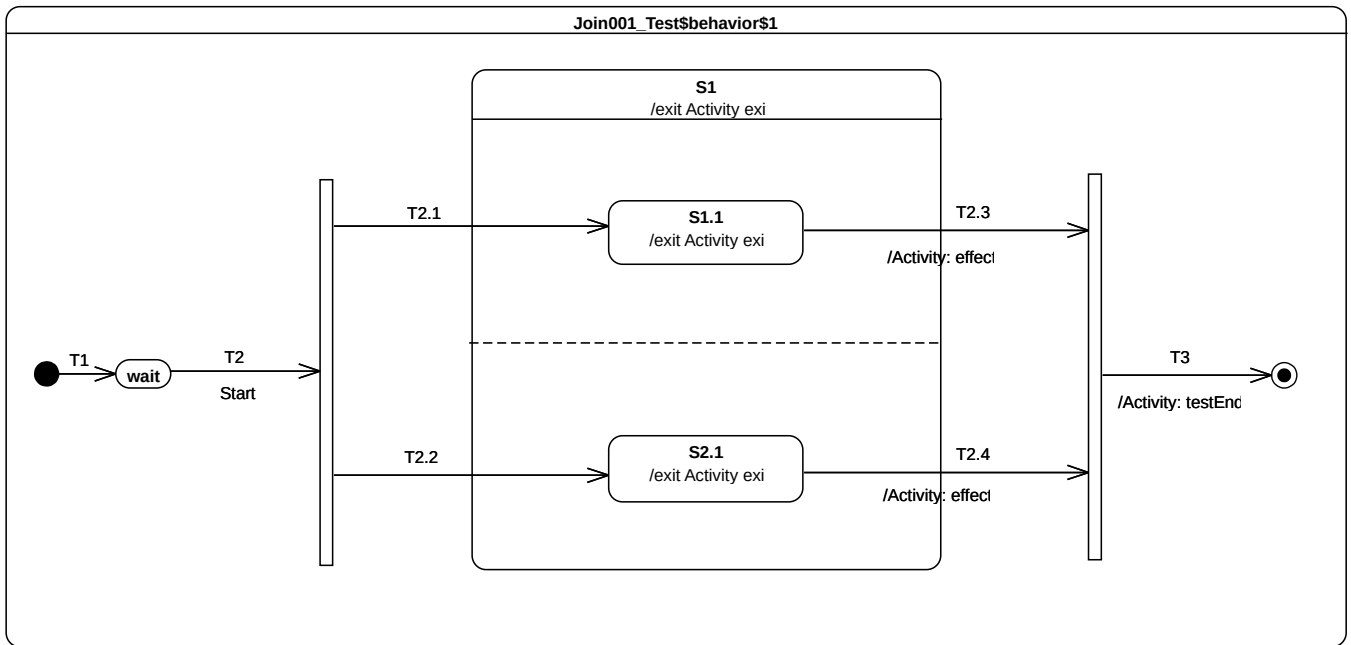 Join001_Test$behavior$1
S1
/exit Activity exi
T2.1
S1.1
/exit Activity exi
T2.3
/Activity: effect
T1
wait
T2
Start
T3
/Activity: testEnd
T2.2
S2.1
/exit Activity exi
T2.4
/Activity: effect